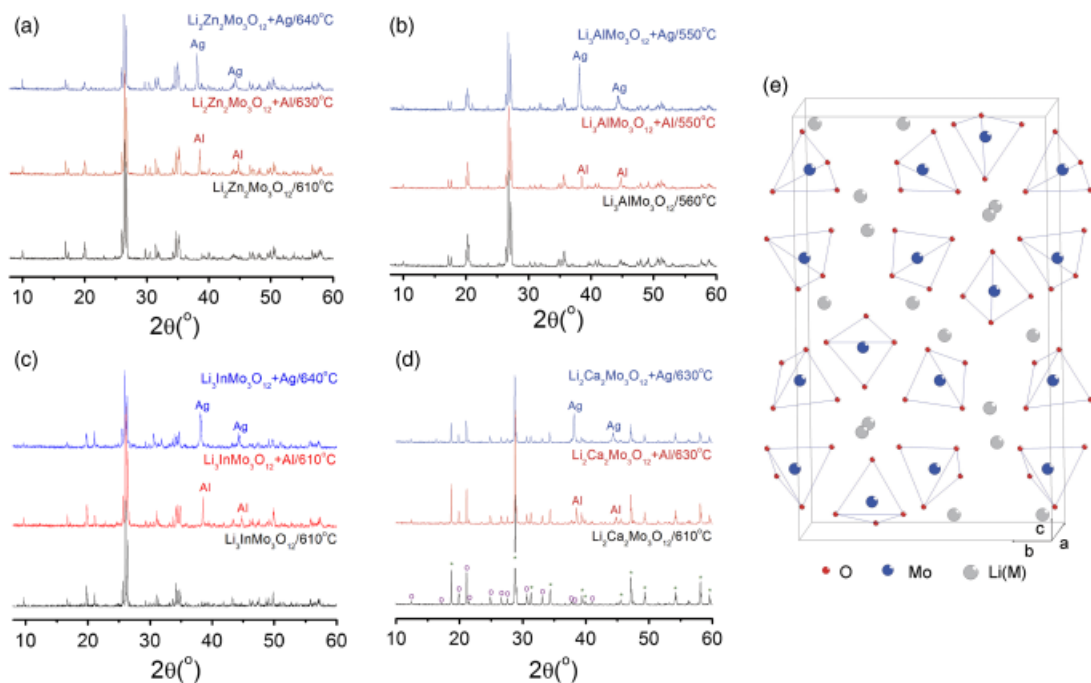 (a)
Li₂Zn₂Mo₃O₁₂+Ag/640°C
Ag
Ag
Li₂Zn₂Mo₃O₁₂+Al/630°C
Al
Al
Li₂Zn₂Mo₃O₁₂/610°C
10 20 30 40 50 60
2θ(°)
(b)
Li₃AlMo₃O₁₂+Ag/550°C
Ag
Ag
Li₃AlMo₃O₁₂+Al/550°C
Al
Al
Li₃AlMo₃O₁₂/560°C
10 20 30 40 50 60
2θ(°)
(c)
Li₃InMo₃O₁₂+Ag/640°C
Ag
Ag
Li₃InMo₃O₁₂+Al/610°C
Al
Al
Li₃InMo₃O₁₂/610°C
10 20 30 40 50 60
2θ(°)
(d)
Li₂Ca₂Mo₃O₁₂+Ag/630°C
Ag
Ag
Li₂Ca₂Mo₃O₁₂+Al/630°C
Al
Al
Li₂Ca₂Mo₃O₁₂/610°C
10 20 30 40 50 60
2θ(°)
(e)
c
b a
O Mo Li(M)